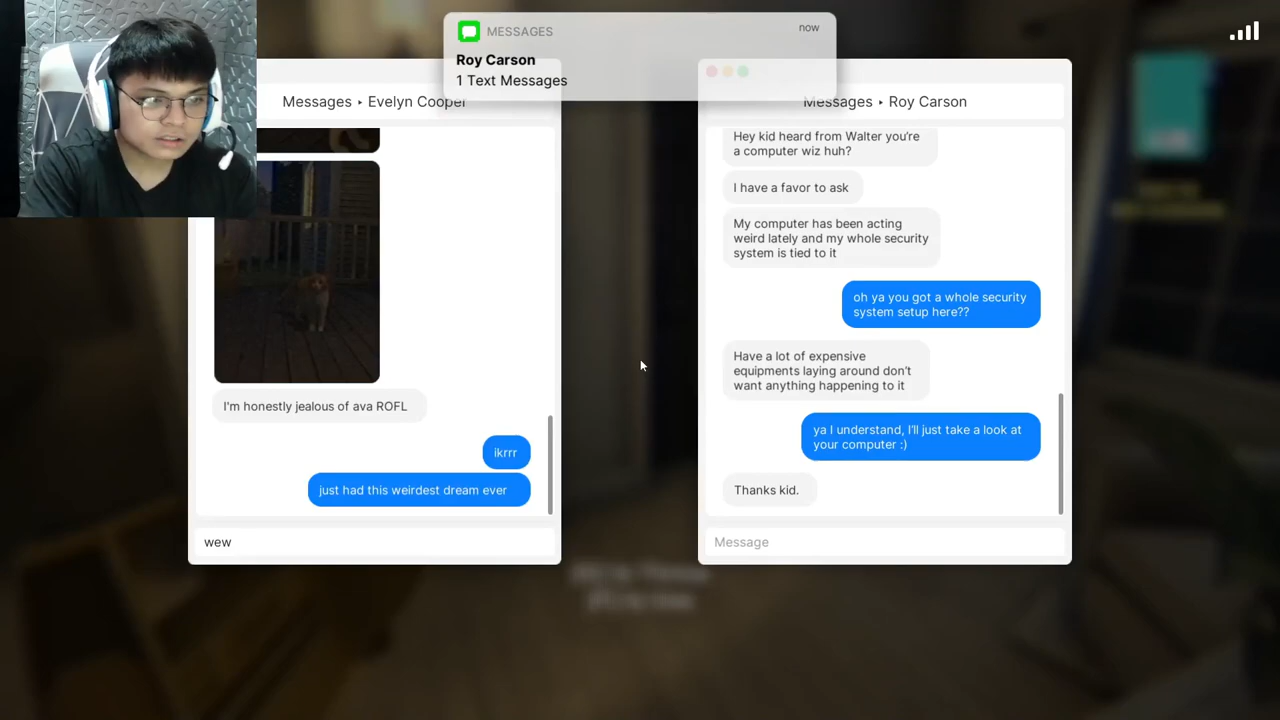 MESSAGES
now
Roy Carson
1 Text Messages
Messages ▸ Evelyn Cooper
I'm honestly jealous of ava ROFL
ikrrr
just had this weirdest dream ever
wew
Messages ▸ Roy Carson
Hey kid heard from Walter you're
a computer wiz huh?
I have a favor to ask
My computer has been acting
weird lately and my whole security
system is tied to it
oh ya you got a whole security
system setup here??
Have a lot of expensive
equipments laying around don't
want anything happening to it
ya I understand, I'll just take a look at
your computer :)
Thanks kid.
Message